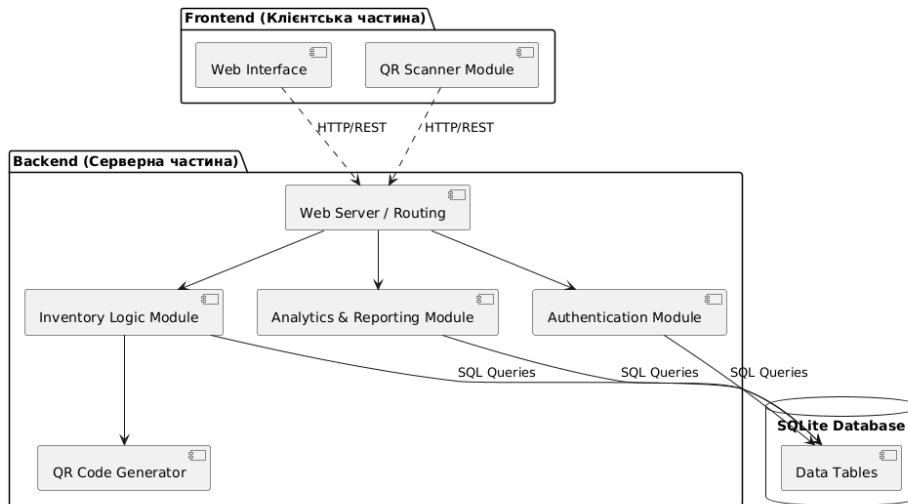 Frontend (Клієнтська частина)
Web Interface
QR Scanner Module
HTTP/REST
HTTP/REST
Backend (Серверна частина)
Web Server / Routing
Inventory Logic Module
Analytics & Reporting Module
Authentication Module
SQL Queries
SQL Queries
SQL Queries
SQLite Database
QR Code Generator
Data Tables